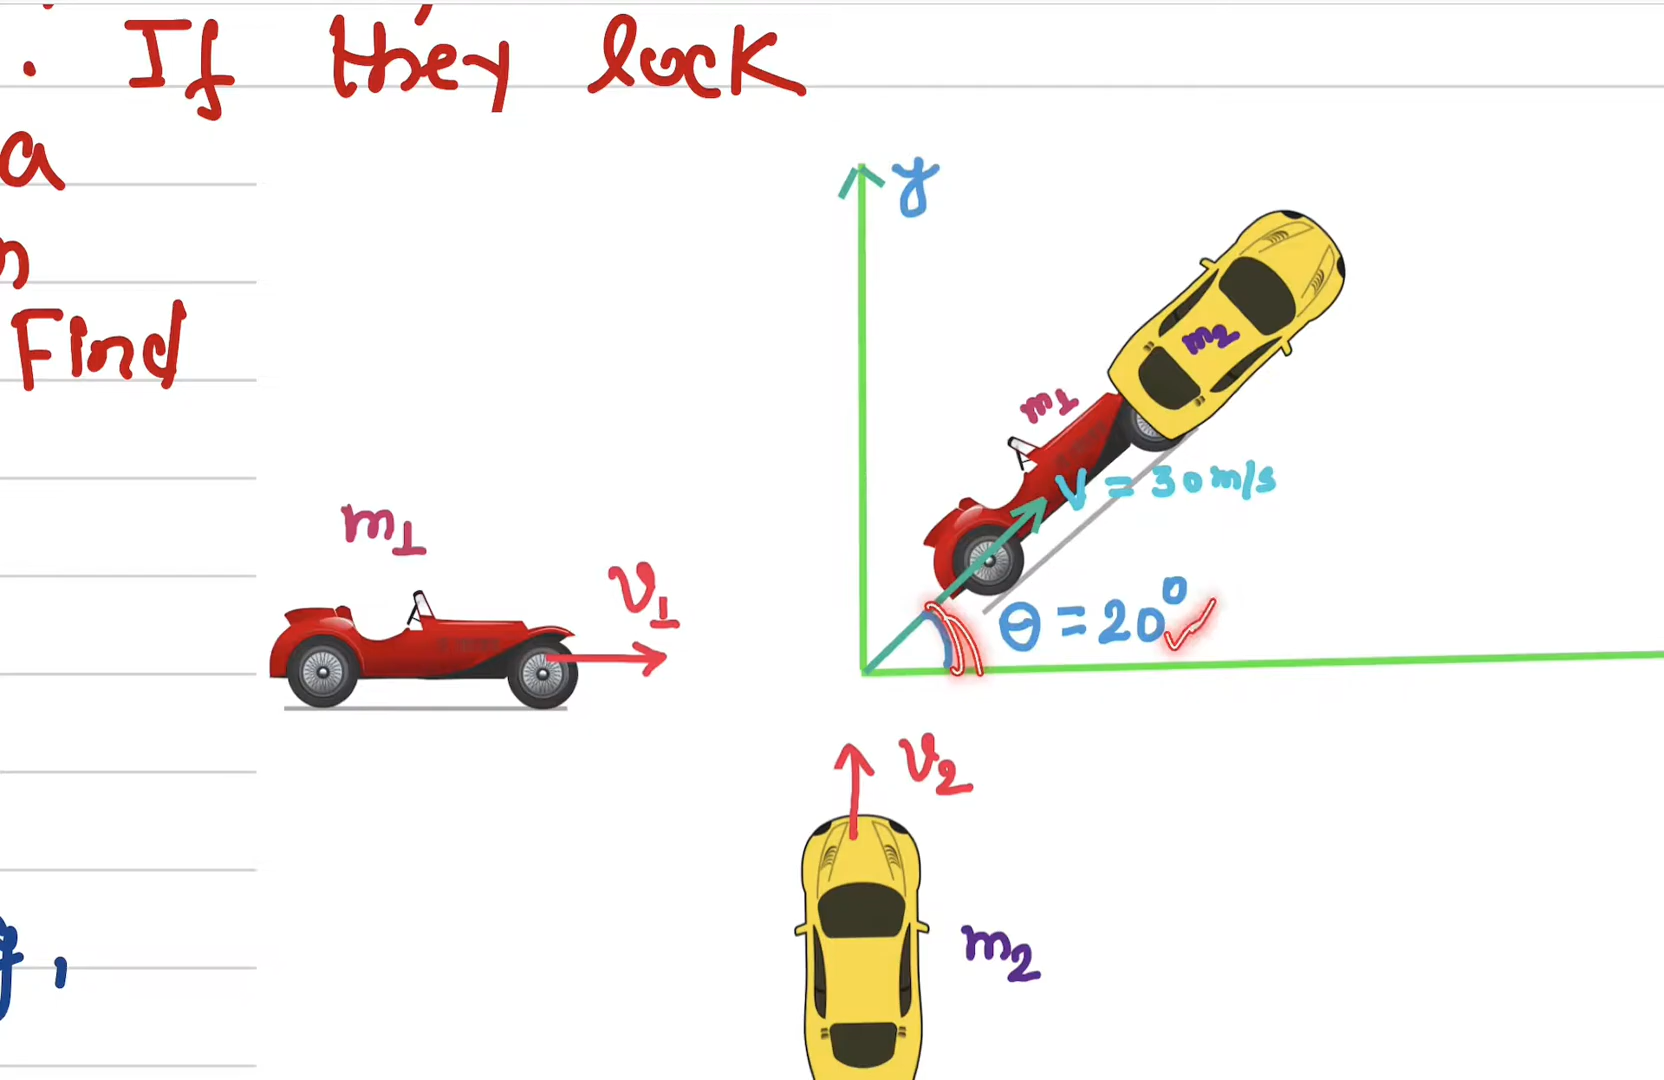 . If they lock
a
y
Find
m2
m1
V = 30 m/s
m1
v1
θ = 20°
v2
m2
,